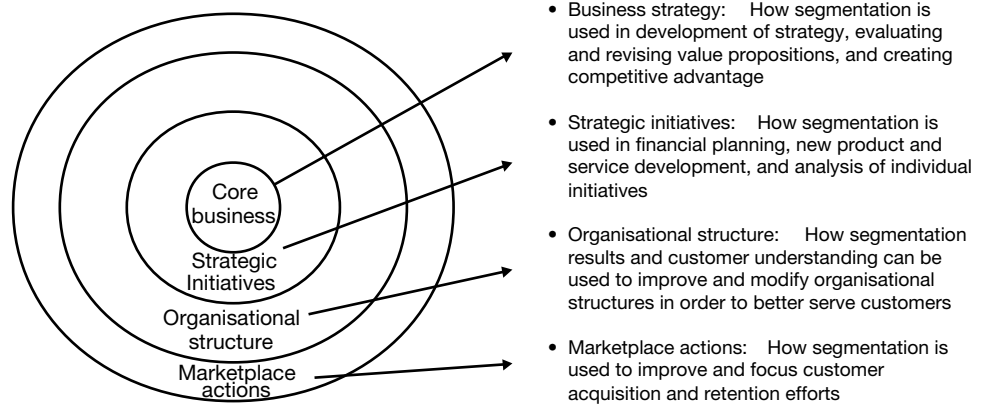 Core
business
Strategic
Initiatives
Organisational
structure
Marketplace
actions
• Business strategy: How segmentation is
used in development of strategy, evaluating
and revising value propositions, and creating
competitive advantage
• Strategic initiatives: How segmentation is
used in financial planning, new product and
service development, and analysis of individual
initiatives
• Organisational structure: How segmentation
results and customer understanding can be
used to improve and modify organisational
structures in order to better serve customers
• Marketplace actions: How segmentation is
used to improve and focus customer
acquisition and retention efforts